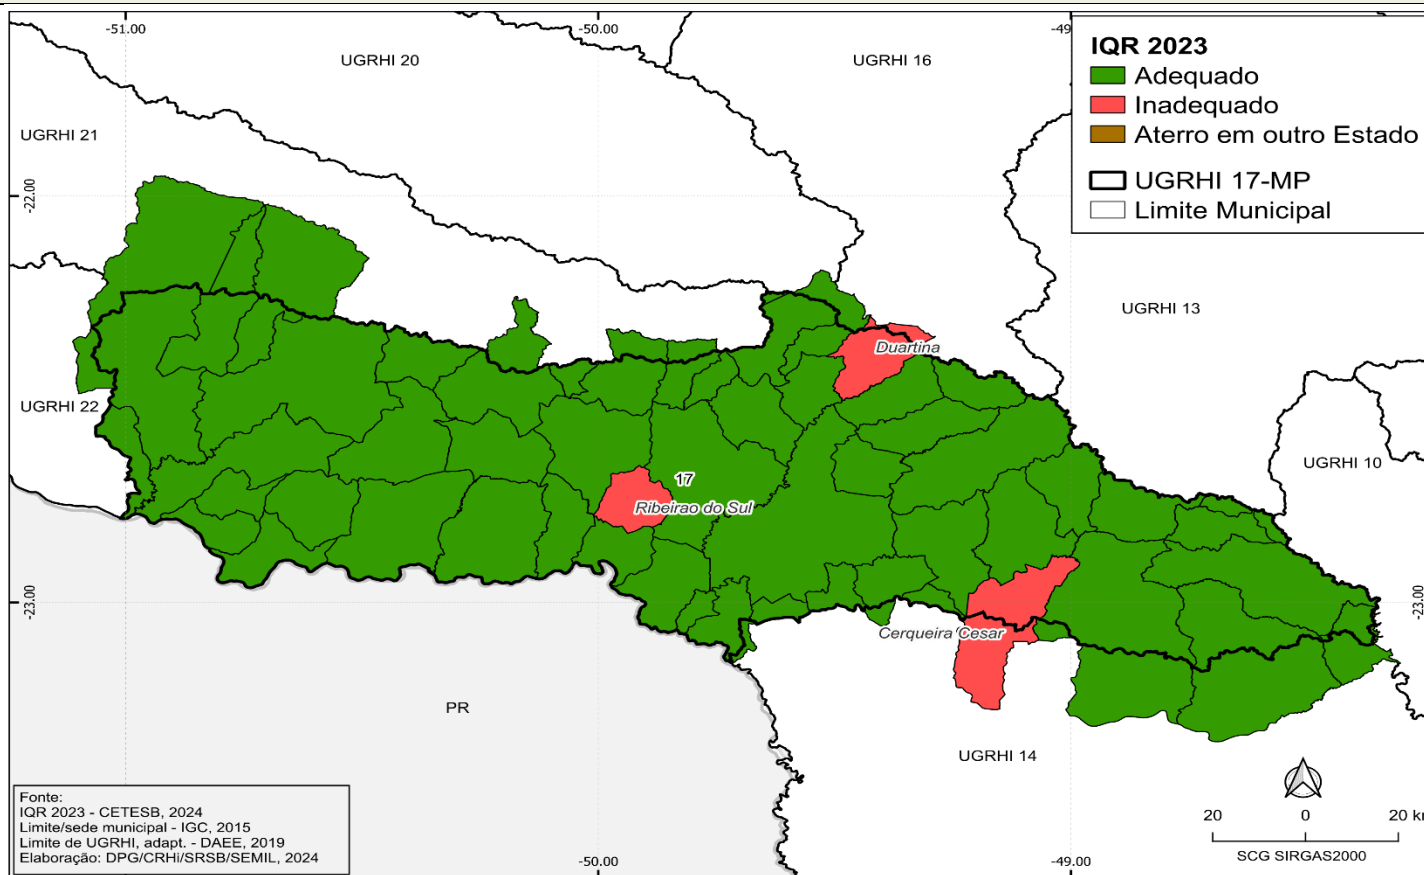 -51.00
-50.00
-49
UGRHI 20
UGRHI 16
IQR 2023
Adequado
Inadequado
Aterro em outro Estado
UGRHI 17-MP
Limite Municipal
UGRHI 21
-22.00
UGRHI 13
Duartina
UGRHI 22
UGRHI 10
17
Ribeirao do Sul
-23.00
-23.00
Cerqueira Cesar
PR
UGRHI 14
Fonte:
IQR 2023 - CETESB, 2024
Limite/sede municipal - IGC, 2015
Limite de UGRHI, adapt. - DAEE, 2019
Elaboração: DPG/CRHi/SRSB/SEMIL, 2024
20 0 20 km
SCG SIRGAS2000
-50.00
-49.00